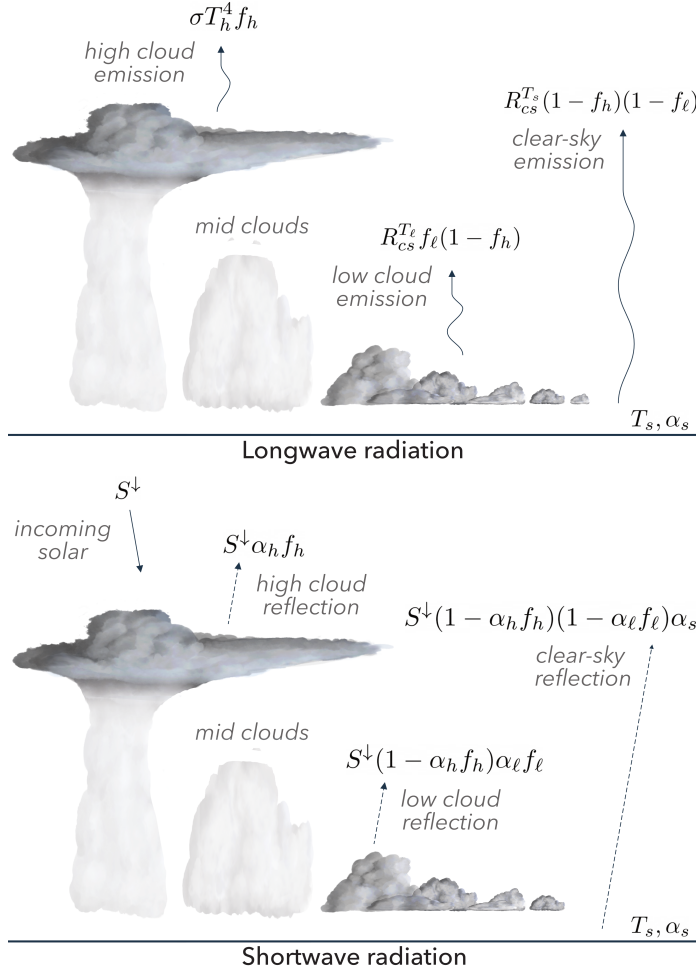 σT_h^4 f_h
high cloud
emission
R_{cs}^{T_s}(1 − f_h)(1 − f_ℓ)
clear-sky
emission
mid clouds
R_{cs}^{T_ℓ} f_ℓ(1 − f_h)
low cloud
emission
T_s, α_s
Longwave radiation
S^↓
incoming
solar
S^↓α_h f_h
high cloud
reflection
S^↓(1 − α_h f_h)(1 − α_ℓ f_ℓ)α_s
clear-sky
reflection
mid clouds
S^↓(1 − α_h f_h)α_ℓ f_ℓ
low cloud
reflection
T_s, α_s
Shortwave radiation